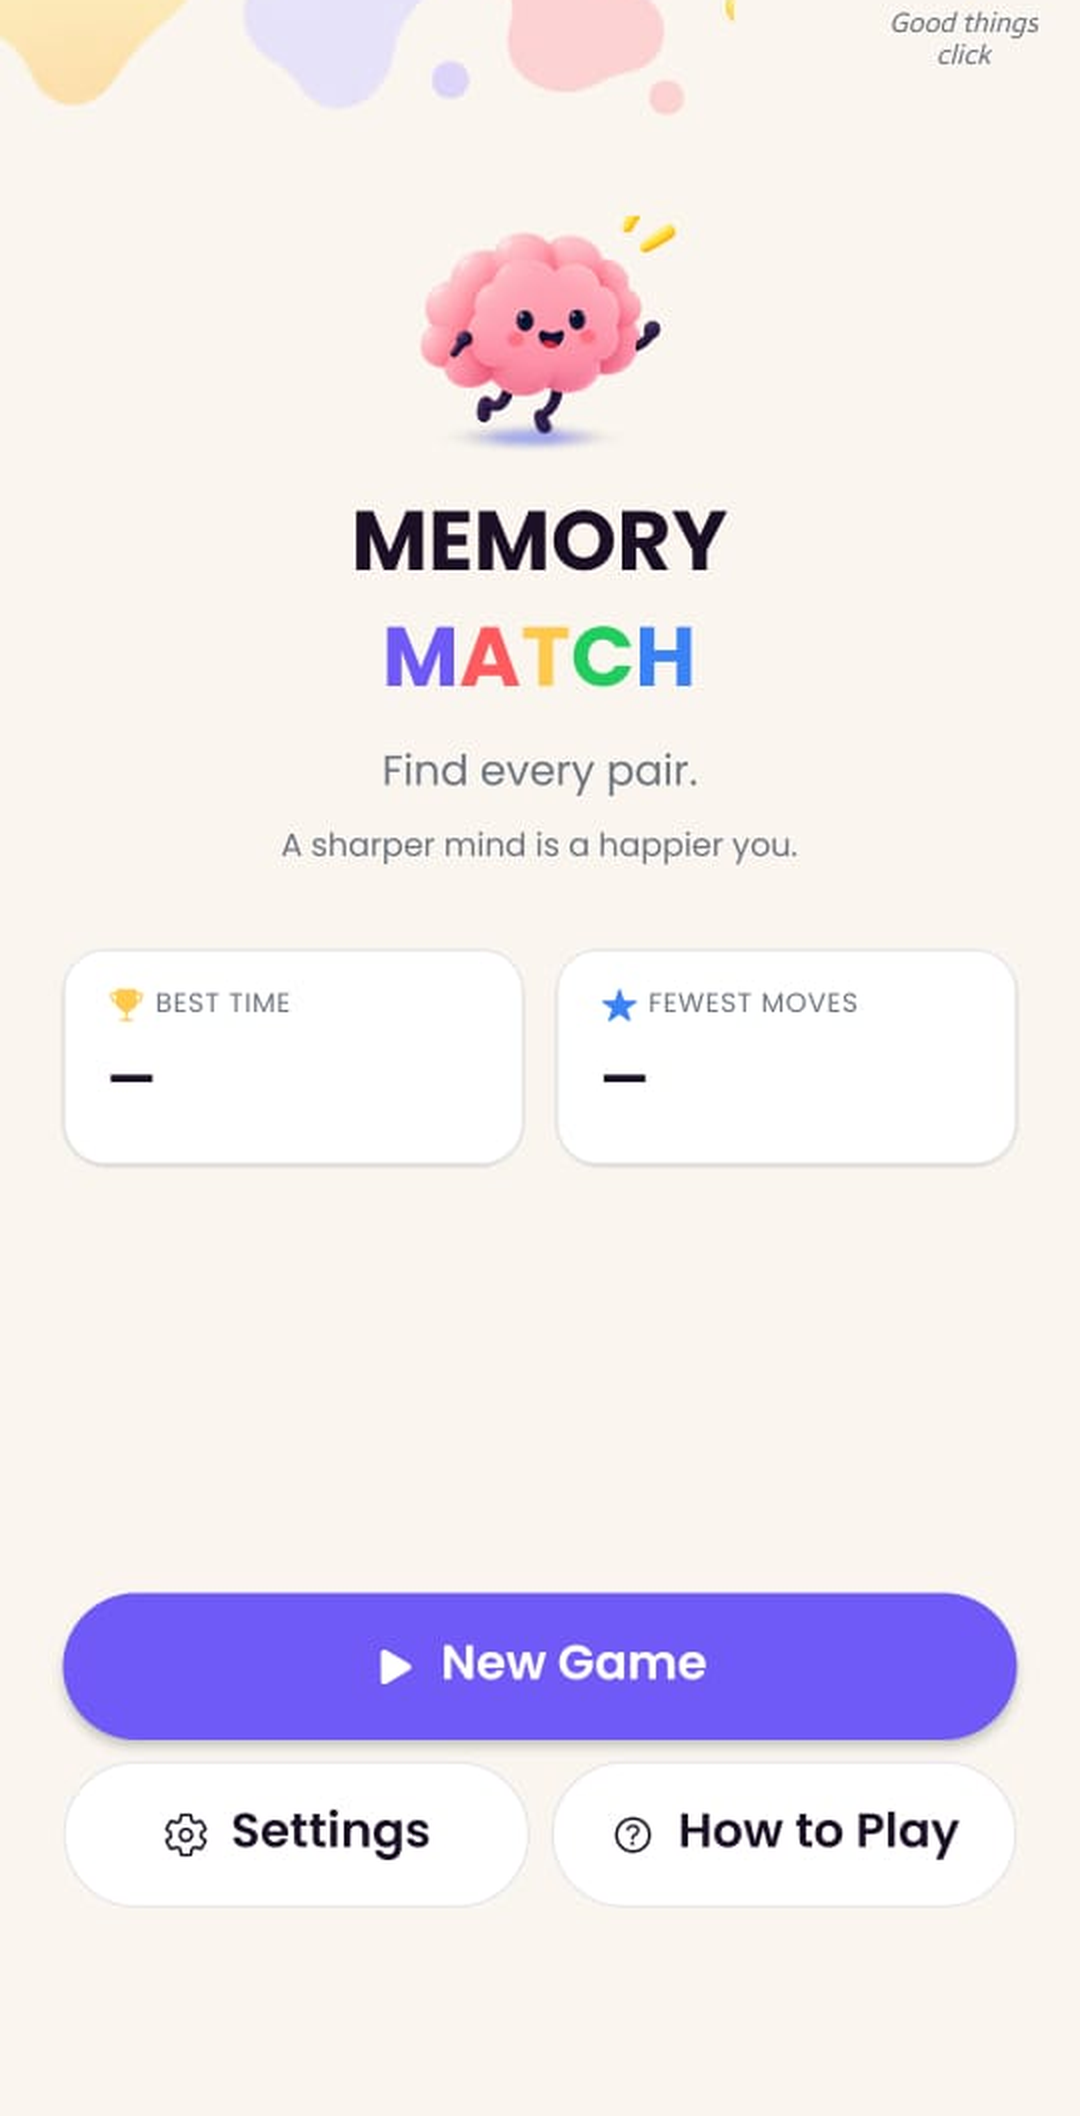 Good things
click
MEMORY
MATCH
Find every pair.
A sharper mind is a happier you.
BEST TIME
—
FEWEST MOVES
—
New Game
Settings
How to Play